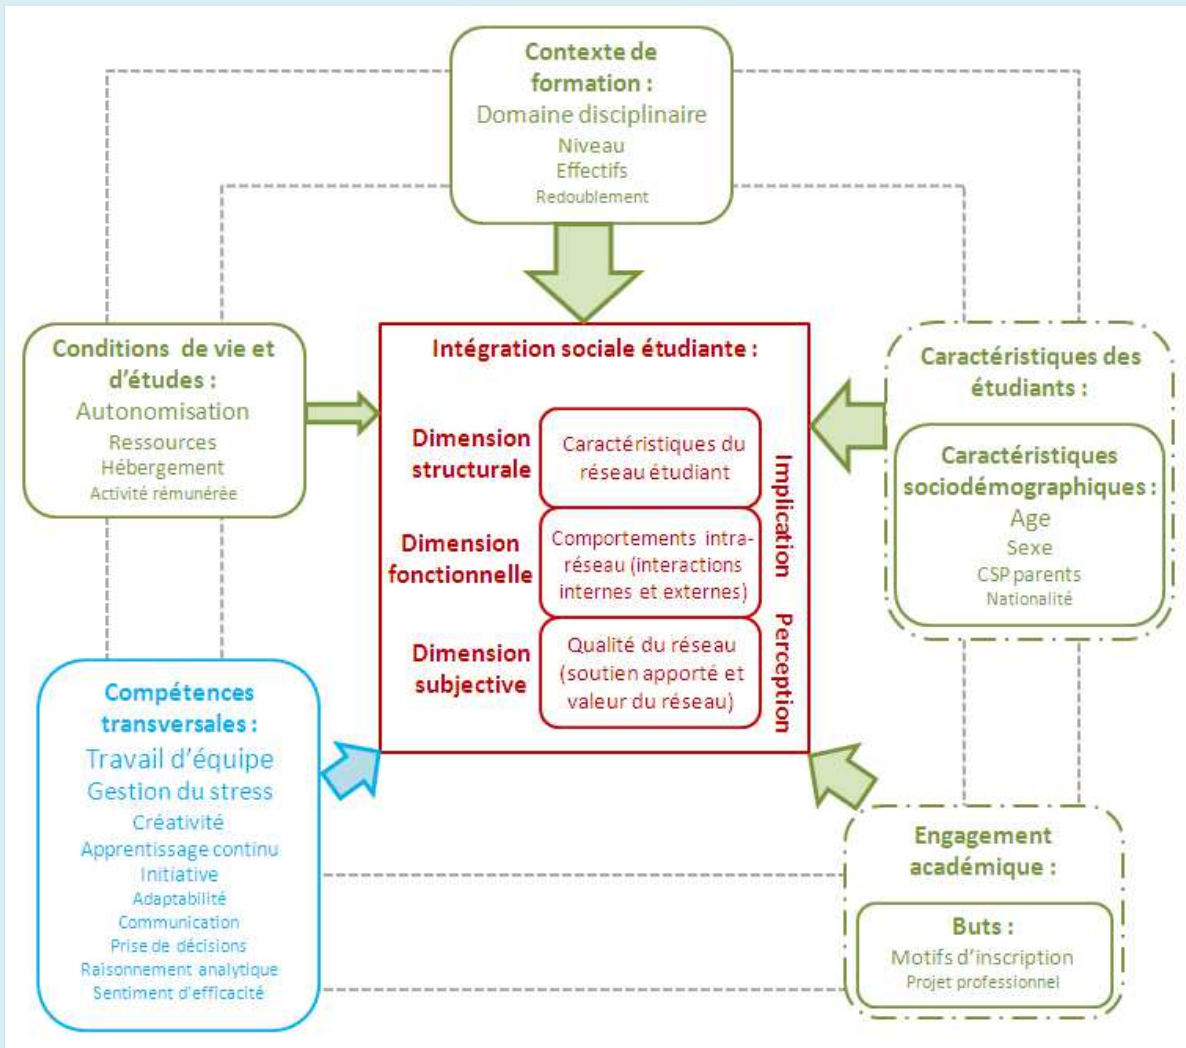 Contexte de
formation :
Domaine disciplinaire
Niveau
Effectifs
Redoublement
Conditions de vie et
d'études :
Autonomisation
Ressources
Hébergement
Activité rémunérée
Intégration sociale étudiante :
Dimension
structurale
Caractéristiques du
réseau étudiant
Dimension
fonctionnelle
Comportements intra-
réseau (interactions
internes et externes)
Dimension
subjective
Qualité du réseau
(soutien apporté et
valeur du réseau)
Implication
Perception
Caractéristiques des
étudiants :
Caractéristiques
sociodémographiques :
Age
Sexe
CSP parents
Nationalité
Compétences
transversales :
Travail d'équipe
Gestion du stress
Créativité
Apprentissage continu
Initiative
Adaptabilité
Communication
Prise de décisions
Raisonnement analytique
Sentiment d'efficacité
Engagement
académique :
Buts :
Motifs d'inscription
Projet professionnel